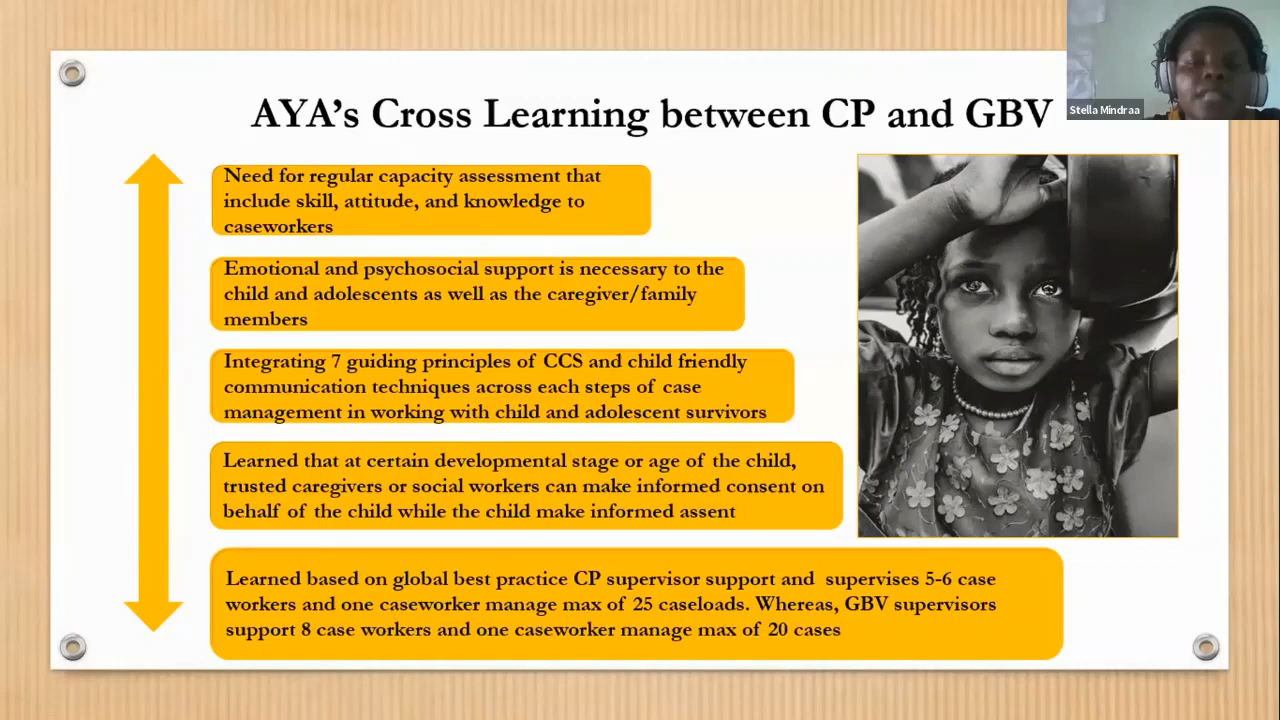 Stella Mindraa
AYA’s Cross Learning between CP and GBV
Need for regular capacity assessment that
include skill, attitude, and knowledge to
caseworkers
Emotional and psychosocial support is necessary to the
child and adolescents as well as the caregiver/family
members
Integrating 7 guiding principles of CCS and child friendly
communication techniques across each steps of case
management in working with child and adolescent survivors
Learned that at certain developmental stage or age of the child,
trusted caregivers or social workers can make informed consent on
behalf of the child while the child make informed assent
Learned based on global best practice CP supervisor support and supervises 5-6 case
workers and one caseworker manage max of 25 caseloads. Whereas, GBV supervisors
support 8 case workers and one caseworker manage max of 20 cases